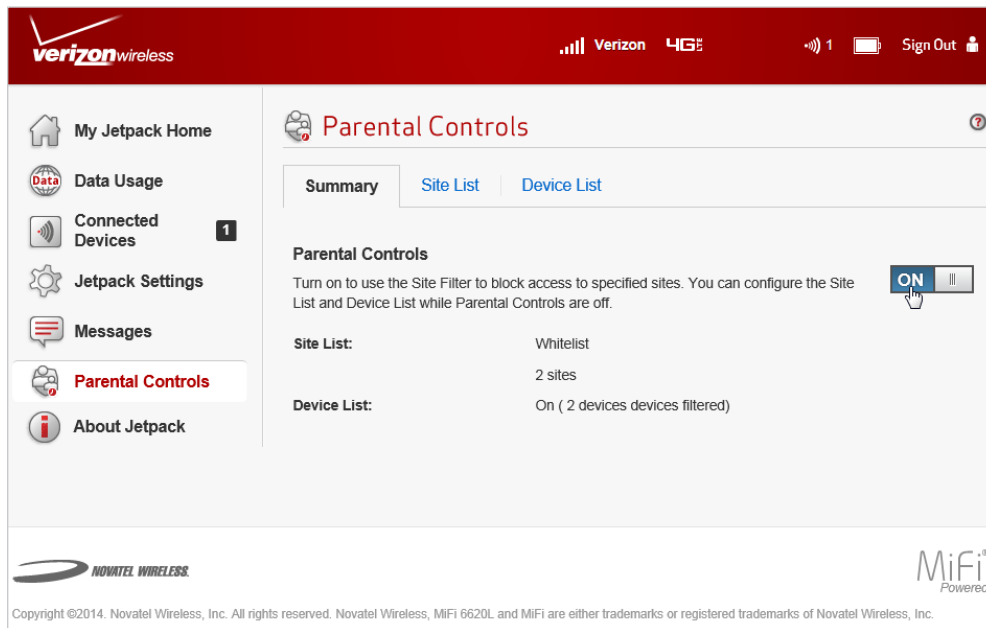 verizonwireless
Verizon 4G LTE
1
Sign Out
My Jetpack Home
Data Data Usage
Connected
Devices
1
Jetpack Settings
Messages
Parental Controls
About Jetpack
Parental Controls
?
Summary
Site List
Device List
Parental Controls
Turn on to use the Site Filter to block access to specified sites. You can configure the Site
List and Device List while Parental Controls are off.
ON
Site List:
Whitelist
2 sites
Device List:
On ( 2 devices devices filtered)
NOVATEL WIRELESS.
MiFi®
Powered
Copyright ©2014. Novatel Wireless, Inc. All rights reserved. Novatel Wireless, MiFi 6620L and MiFi are either trademarks or registered trademarks of Novatel Wireless, Inc.